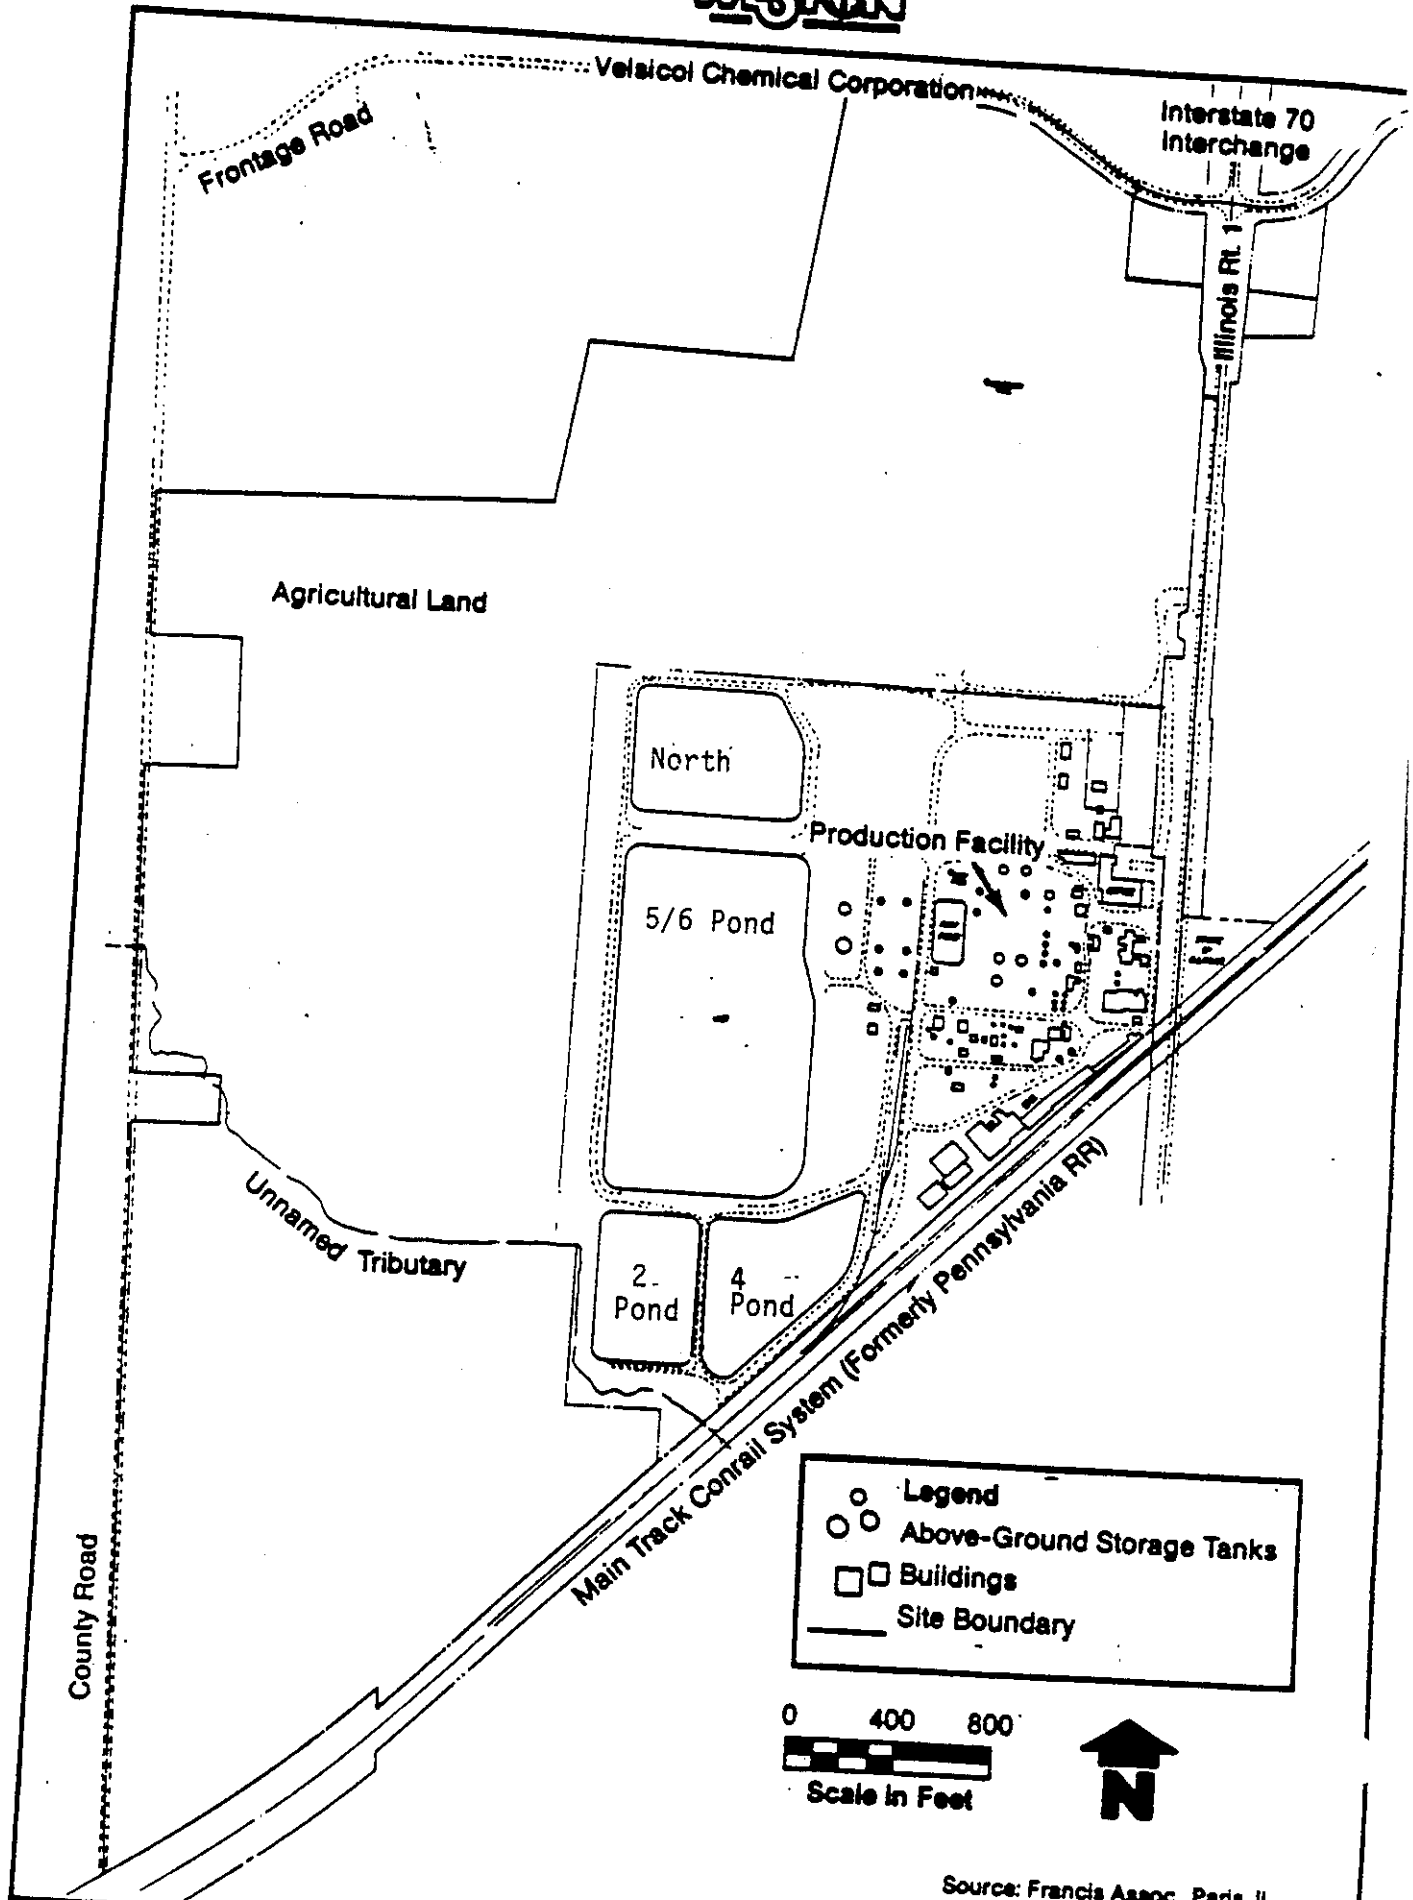 Velsicol Chemical Corporation
Interstate 70
Interchange
Frontage Road
Illinois Rt. 1
Agricultural Land
North
Production Facility
5/6 Pond
Unnamed Tributary
2
Pond
4
Pond
Main Track Conrail System (Formerly Pennsylvania RR)
County Road
Legend
Above-Ground Storage Tanks
Buildings
Site Boundary
0 400 800
Scale in Feet
N
Source: Francis Assoc., Paris, IL